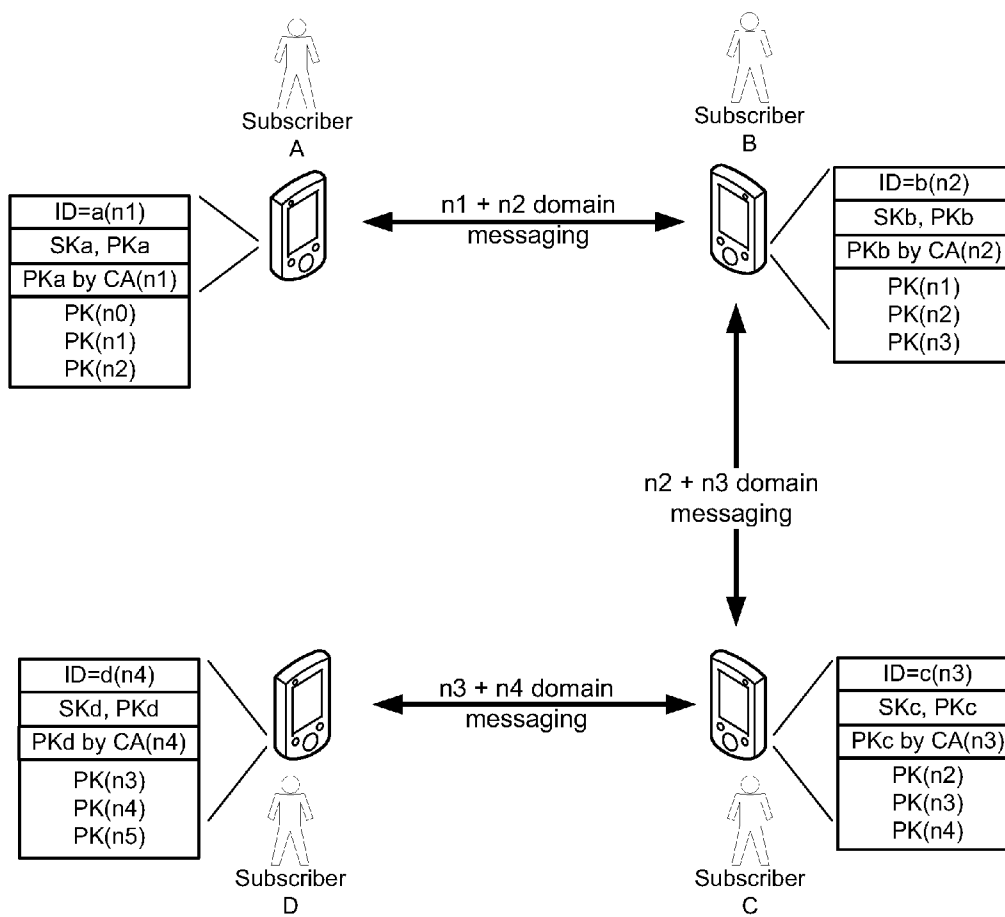 Subscriber
A
Subscriber
B
ID=a(n1)
SKa, PKa
PKa by CA(n1)
PK(n0)
PK(n1)
PK(n2)
n1 + n2 domain
messaging
ID=b(n2)
SKb, PKb
PKb by CA(n2)
PK(n1)
PK(n2)
PK(n3)
n2 + n3 domain
messaging
ID=d(n4)
SKd, PKd
PKd by CA(n4)
PK(n3)
PK(n4)
PK(n5)
n3 + n4 domain
messaging
ID=c(n3)
SKc, PKc
PKc by CA(n3)
PK(n2)
PK(n3)
PK(n4)
Subscriber
D
Subscriber
C